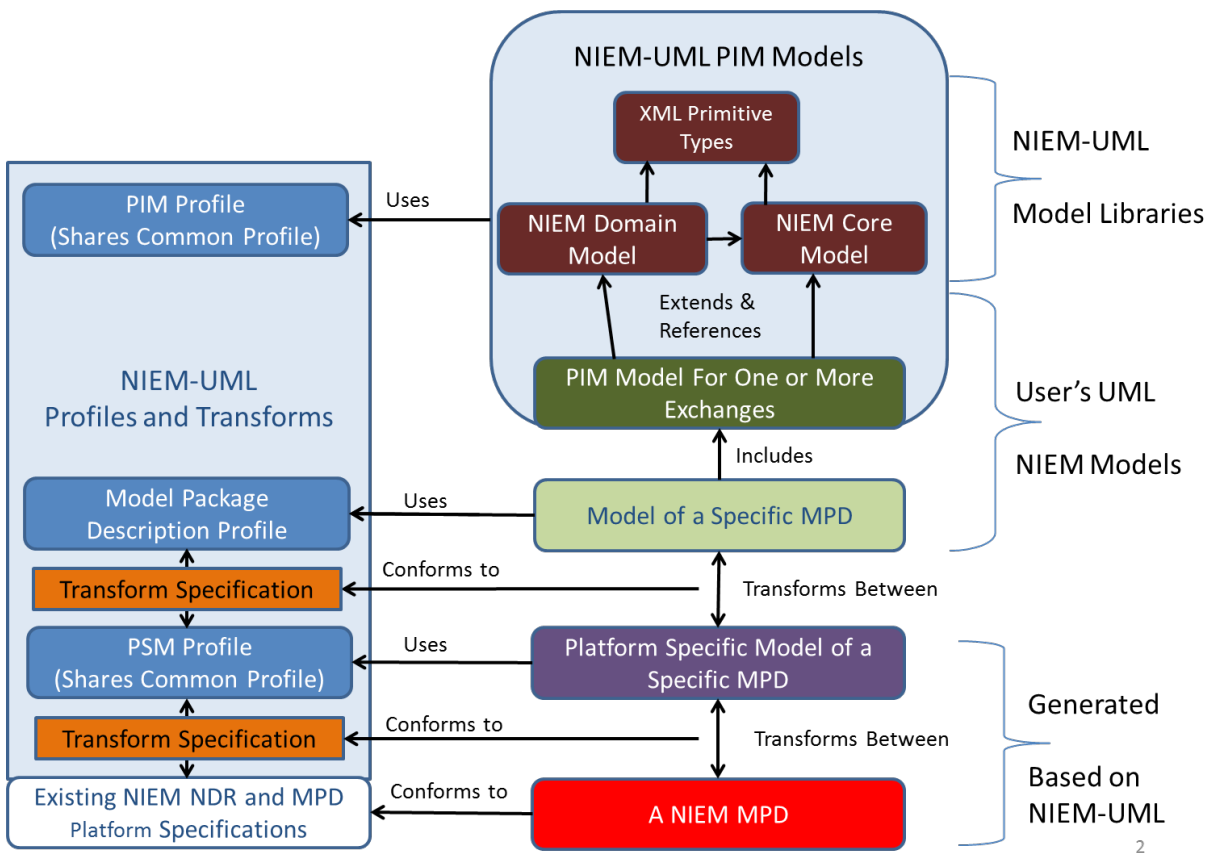 NIEM-UML PIM Models
XML Primitive
Types
NIEM-UML
Model Libraries
PIM Profile
(Shares Common Profile)
Uses
NIEM Domain
Model
NIEM Core
Model
Extends &
References
NIEM-UML
Profiles and Transforms
PIM Model For One or More
Exchanges
User’s UML
NIEM Models
Includes
Model Package
Description Profile
Uses
Model of a Specific MPD
Transform Specification
Conforms to
Transforms Between
PSM Profile
(Shares Common Profile)
Uses
Platform Specific Model of a
Specific MPD
Transform Specification
Conforms to
Transforms Between
Generated
Based on
NIEM-UML
Existing NIEM NDR and MPD
Platform Specifications
Conforms to
A NIEM MPD
2